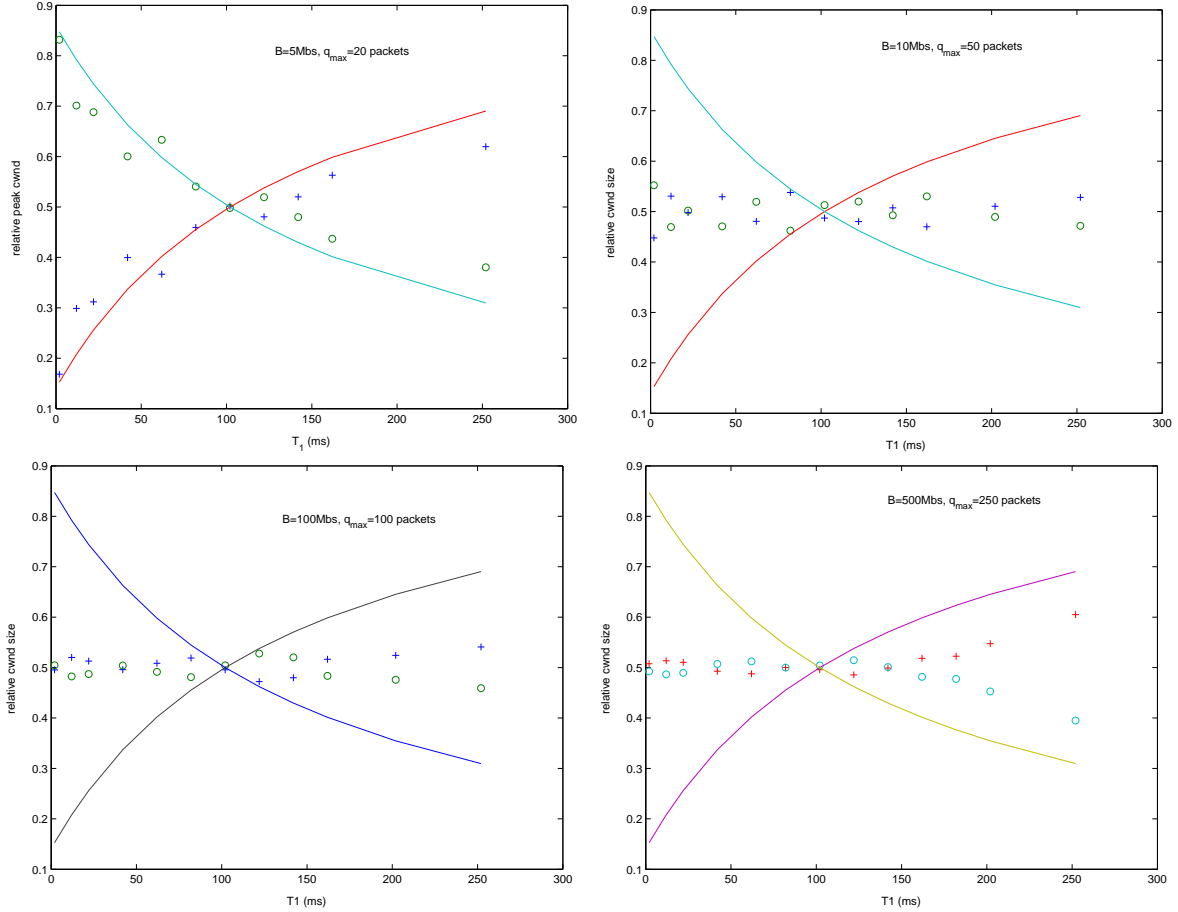 0.9
0.8
0.7
0.6
0.5
0.4
0.3
0.2
0.1
0 50 100 150 200 250 300
relative peak cwnd
T_1 (ms)
B=5Mbs, q_max=20 packets
0.9
0.8
0.7
0.6
0.5
0.4
0.3
0.2
0.1
0 50 100 150 200 250 300
relative cwnd size
T1 (ms)
B=10Mbs, q_max=50 packets
0.9
0.8
0.7
0.6
0.5
0.4
0.3
0.2
0.1
0 50 100 150 200 250 300
relative cwnd size
T1 (ms)
B=100Mbs, q_max=100 packets
0.9
0.8
0.7
0.6
0.5
0.4
0.3
0.2
0.1
0 50 100 150 200 250 300
relative cwnd size
T1 (ms)
B=500Mbs, q_max=250 packets